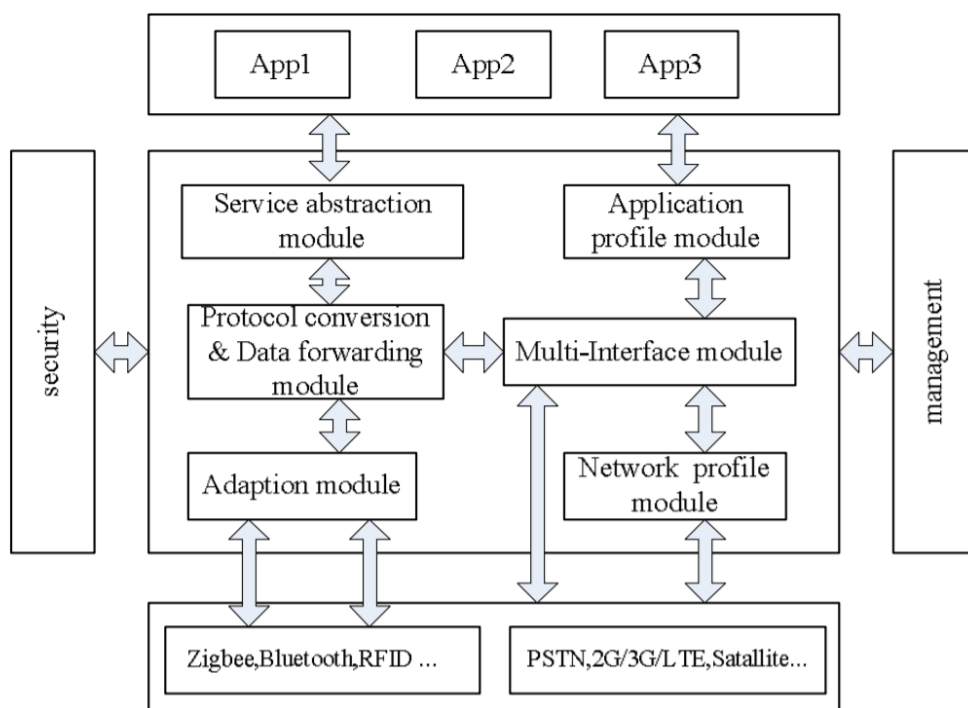 App1
App2
App3
security
Service abstraction
module
Application
profile module
Protocol conversion
& Data forwarding
module
Multi-Interface module
management
Adaption module
Network profile
module
Zigbee,Bluetooth,RFID ...
PSTN,2G/3G/LTE,Satallite...